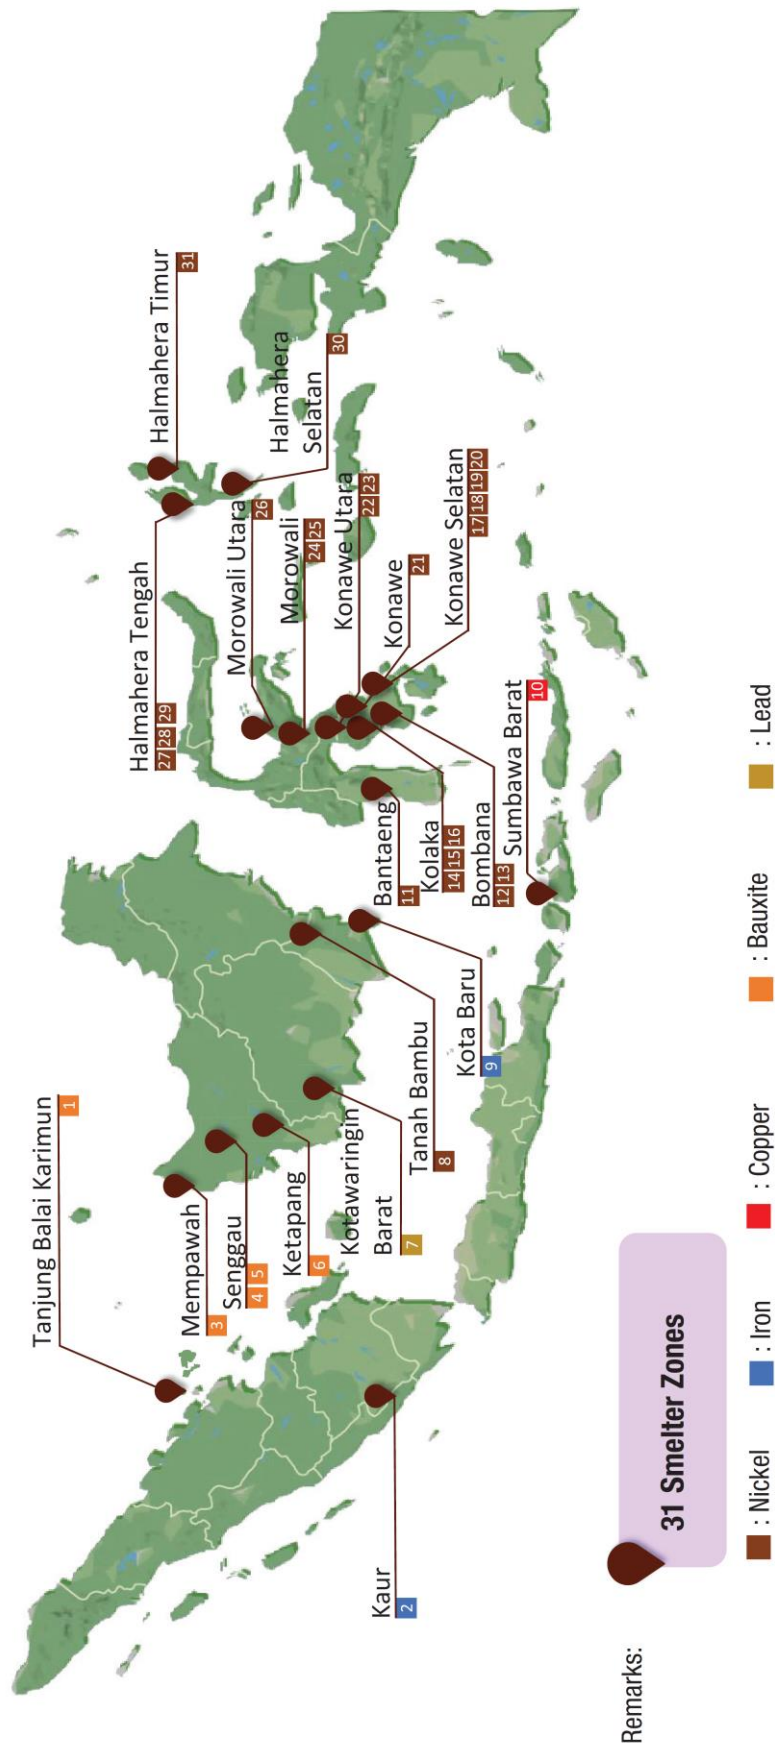 Tanjung Balai Karimun
1
Kaur
2
Mempawah
3
Senggau
4 5
Ketapang
6
Kotawaringin
Barat
7
Tanah Bambu
8
Kota Baru
9
Sumbawa Barat
10
Bantaeng
11
Bombana
12 13
Kolaka
14 15 16
Konawe Selatan
17 18 19 20
Konawe
21
Konawe Utara
22 23
Morowali
24 25
Morowali Utara
26
Halmahera Tengah
27 28 29
Halmahera
Selatan
30
Halmahera Timur
31
Remarks:
31 Smelter Zones
: Nickel
: Iron
: Copper
: Bauxite
: Lead